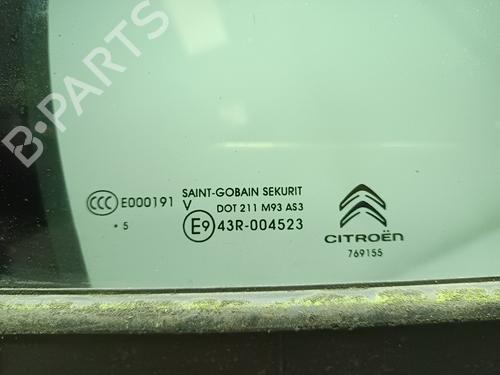 B-PARTS
CCC E000191
• 5
SAINT-GOBAIN SEKURIT
V DOT 211 M93 AS3
E9 43R-004523
CITROËN
769155